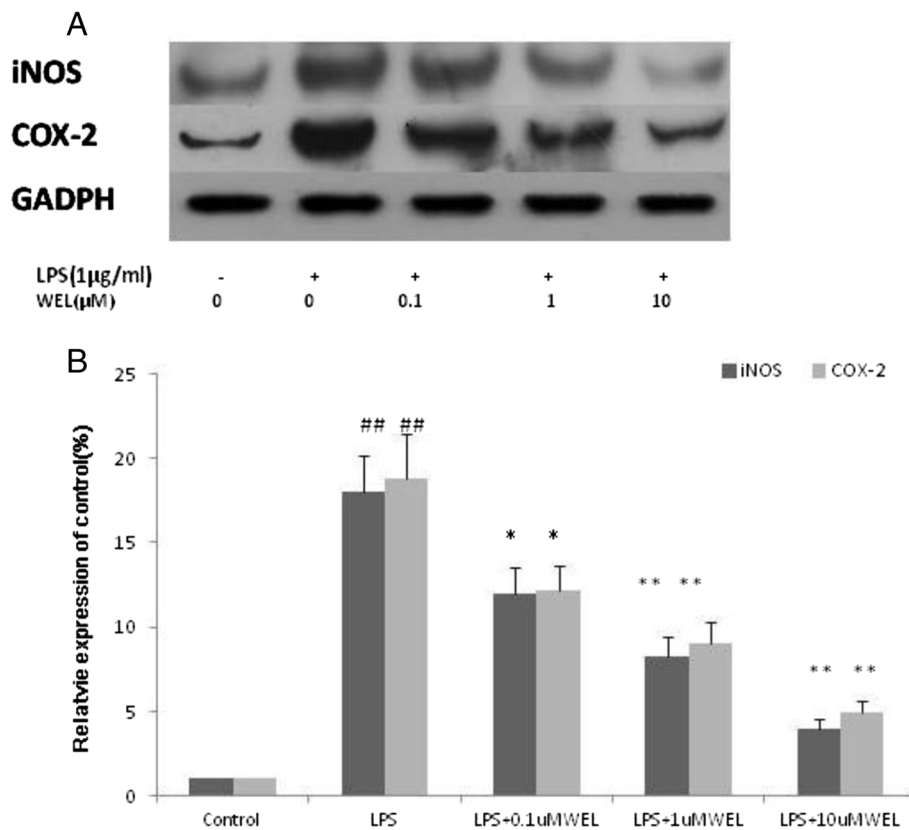 A
iNOS
COX-2
GADPH
LPS(1μg/ml) - + + + +
WEL(μM) 0 0 0.1 1 10
B
25
iNOS COX-2
## ##
20
15
* *
** **
10
** **
5
0
Relatvie expression of control(%)
Control LPS LPS+0.1uMWEL LPS+1uMWEL LPS+10uMWEL